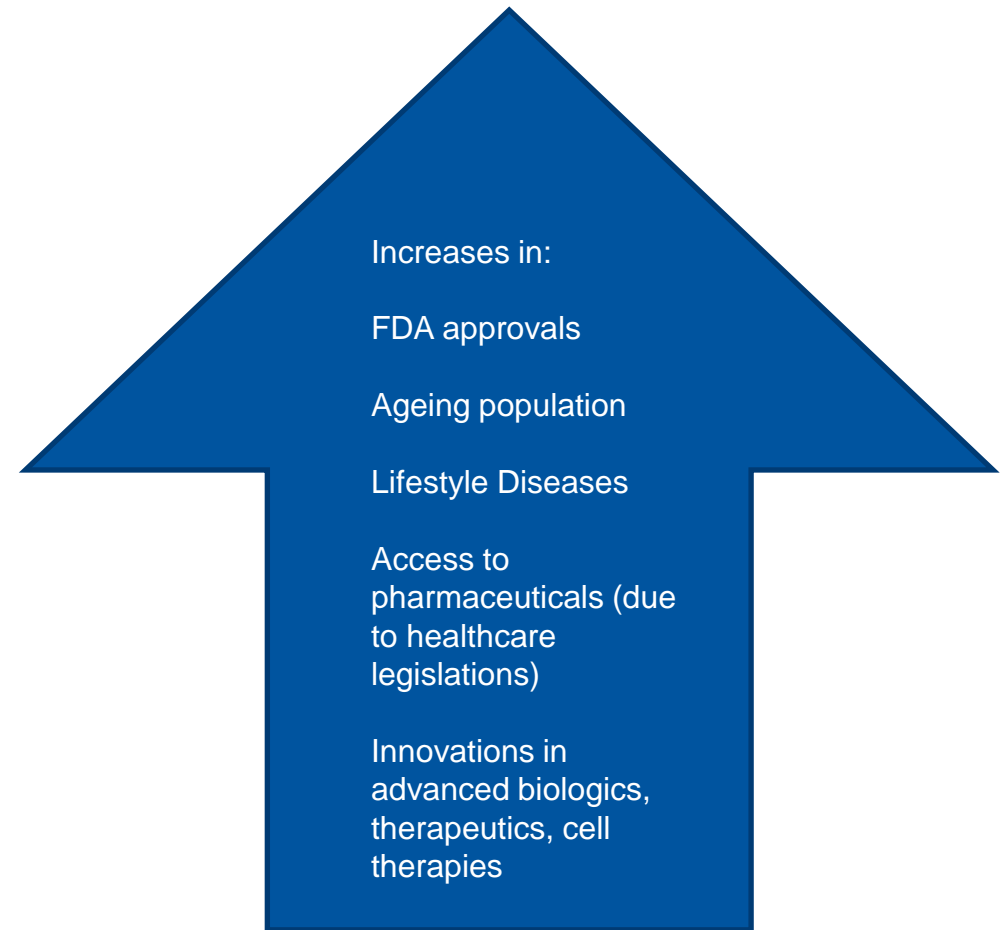 Increases in:
FDA approvals
Ageing population
Lifestyle Diseases
Access to
pharmaceuticals (due
to healthcare
legislations)
Innovations in
advanced biologics,
therapeutics, cell
therapies